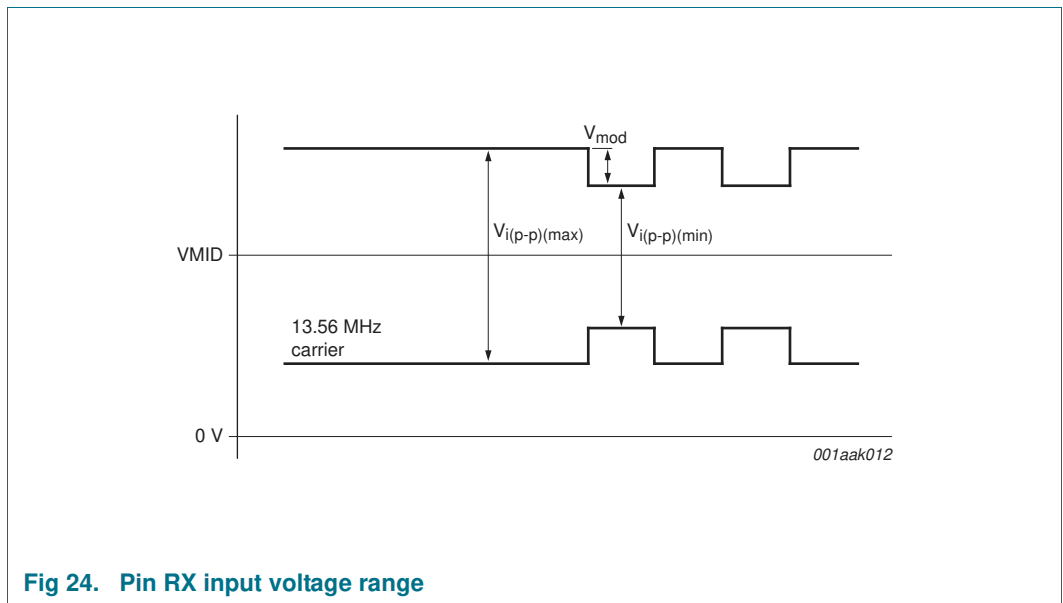 Vmod
Vi(p-p)(max)
Vi(p-p)(min)
VMID
13.56 MHz
carrier
0 V
001aak012
Fig 24. Pin RX input voltage range